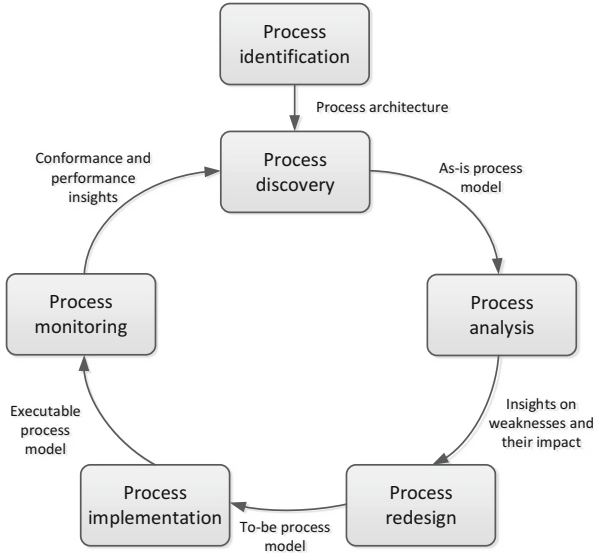 Process
identification
Process architecture
Process
discovery
Conformance and
performance
insights
As-is process
model
Process
monitoring
Process
analysis
Executable
process
model
Insights on
weaknesses and
their impact
Process
implementation
Process
redesign
To-be process
model